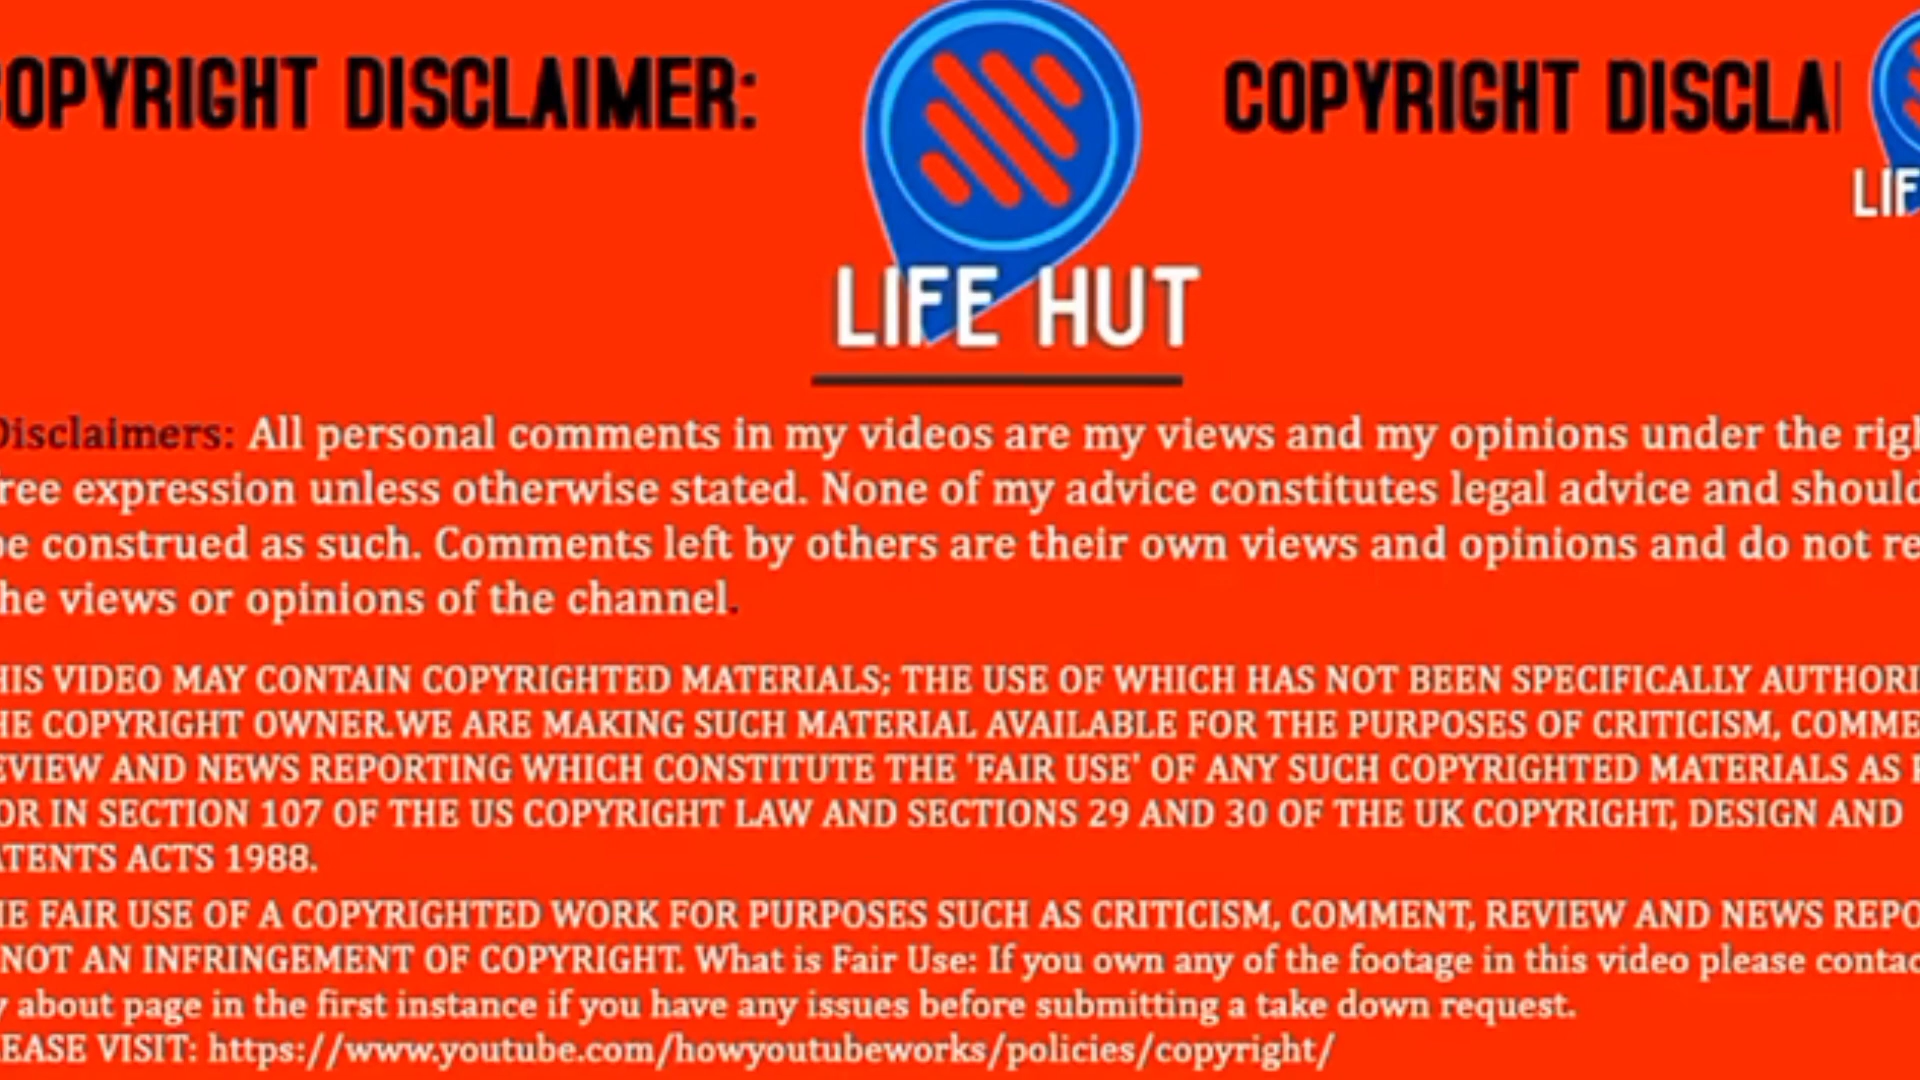 COPYRIGHT DISCLAIMER:
COPYRIGHT DISCLA
LIFE HUT
LIF
Disclaimers: All personal comments in my videos are my views and my opinions under the righ
ree expression unless otherwise stated. None of my advice constitutes legal advice and should
be construed as such. Comments left by others are their own views and opinions and do not re
he views or opinions of the channel.
HIS VIDEO MAY CONTAIN COPYRIGHTED MATERIALS; THE USE OF WHICH HAS NOT BEEN SPECIFICALLY AUTHORI
HE COPYRIGHT OWNER.WE ARE MAKING SUCH MATERIAL AVAILABLE FOR THE PURPOSES OF CRITICISM, COMME
EVIEW AND NEWS REPORTING WHICH CONSTITUTE THE 'FAIR USE' OF ANY SUCH COPYRIGHTED MATERIALS AS
OR IN SECTION 107 OF THE US COPYRIGHT LAW AND SECTIONS 29 AND 30 OF THE UK COPYRIGHT, DESIGN AND
ATENTS ACTS 1988.
HE FAIR USE OF A COPYRIGHTED WORK FOR PURPOSES SUCH AS CRITICISM, COMMENT, REVIEW AND NEWS REPO
NOT AN INFRINGEMENT OF COPYRIGHT. What is Fair Use: If you own any of the footage in this video please contac
y about page in the first instance if you have any issues before submitting a take down request.
EASE VISIT: https://www.youtube.com/howyoutubeworks/policies/copyright/